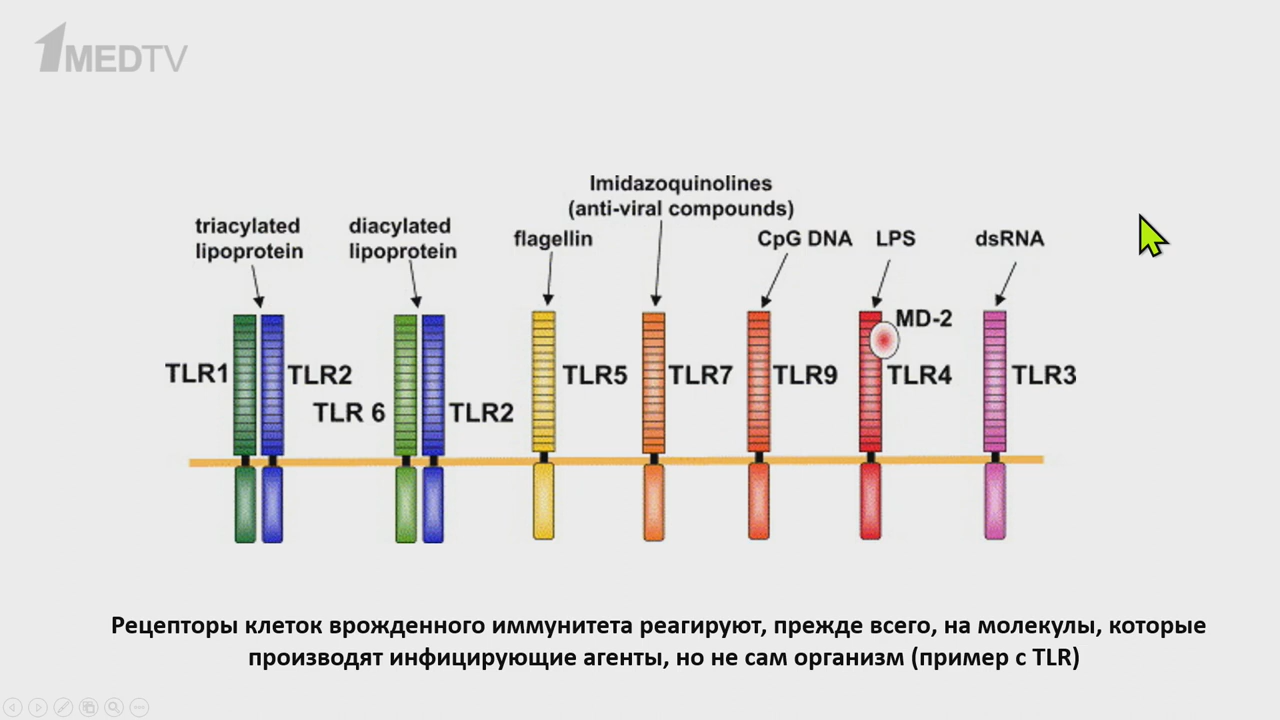 1MEDTV
Imidazoquinolines
(anti-viral compounds)
triacylated
lipoprotein
diacylated
lipoprotein
flagellin
CpG DNA
LPS
dsRNA
MD-2
TLR1
TLR2
TLR 6
TLR2
TLR5
TLR7
TLR9
TLR4
TLR3
Рецепторы клеток врожденного иммунитета реагируют, прежде всего, на молекулы, которые
производят инфицирующие агенты, но не сам организм (пример с TLR)